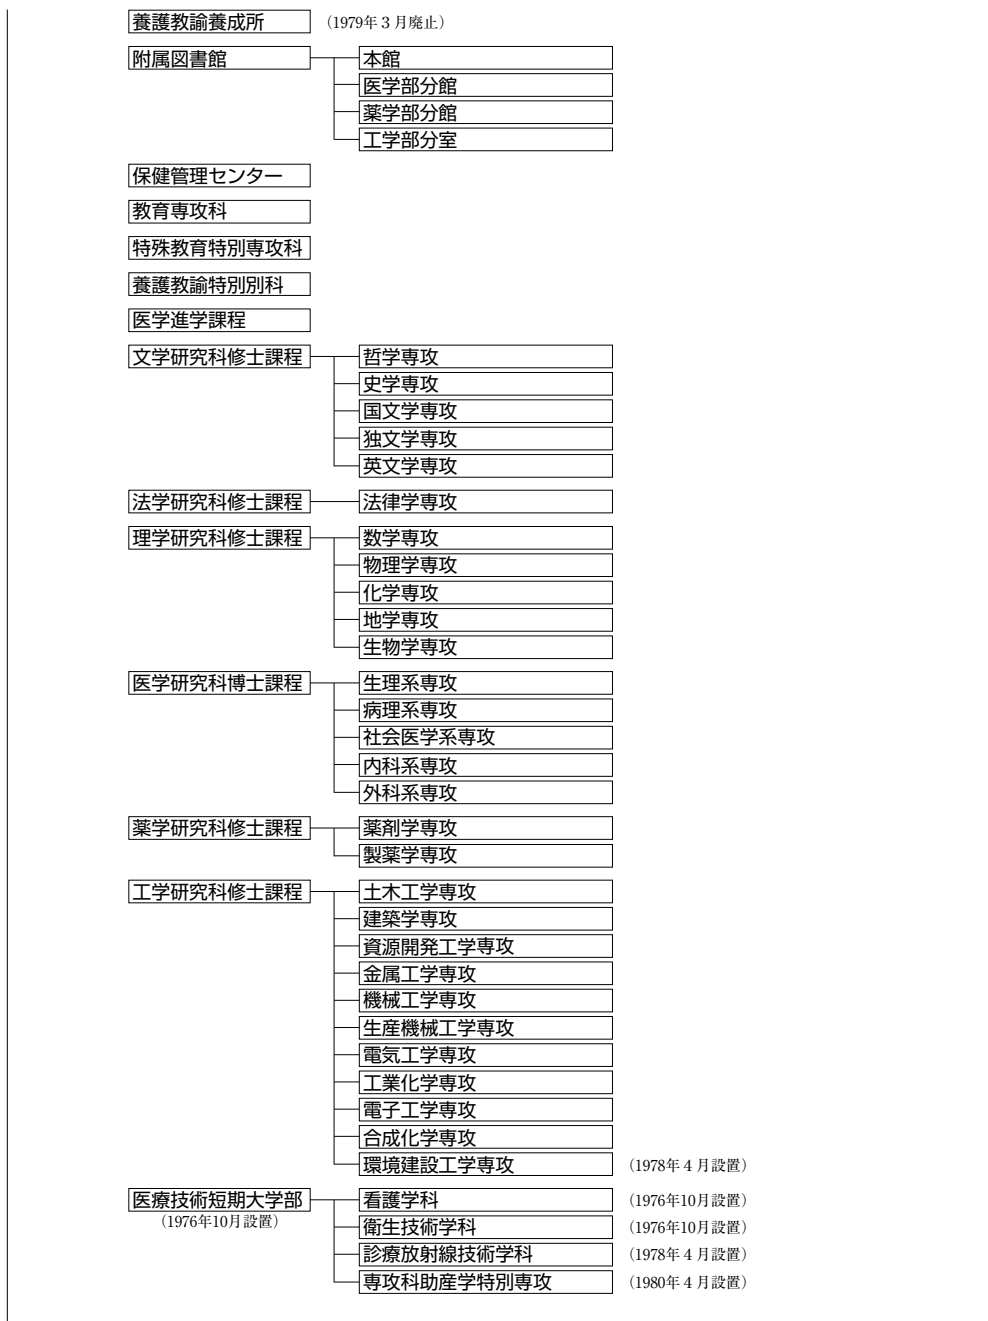 養護教諭養成所 （1979年３月廃止）
附属図書館 本館
医学部分館
薬学部分館
工学部分室
保健管理センター
教育専攻科
特殊教育特別専攻科
養護教諭特別別科
医学進学課程
文学研究科修士課程 哲学専攻
史学専攻
国文学専攻
独文学専攻
英文学専攻
法学研究科修士課程 法律学専攻
理学研究科修士課程 数学専攻
物理学専攻
化学専攻
地学専攻
生物学専攻
医学研究科博士課程 生理系専攻
病理系専攻
社会医学系専攻
内科系専攻
外科系専攻
薬学研究科修士課程 薬剤学専攻
製薬学専攻
工学研究科修士課程 土木工学専攻
建築学専攻
資源開発工学専攻
金属工学専攻
機械工学専攻
生産機械工学専攻
電気工学専攻
工業化学専攻
電子工学専攻
合成化学専攻
環境建設工学専攻 （1978年４月設置）
医療技術短期大学部 看護学科 （1976年10月設置）
（1976年10月設置） 衛生技術学科 （1976年10月設置）
診療放射線技術学科 （1978年４月設置）
専攻科助産学特別専攻 （1980年４月設置）